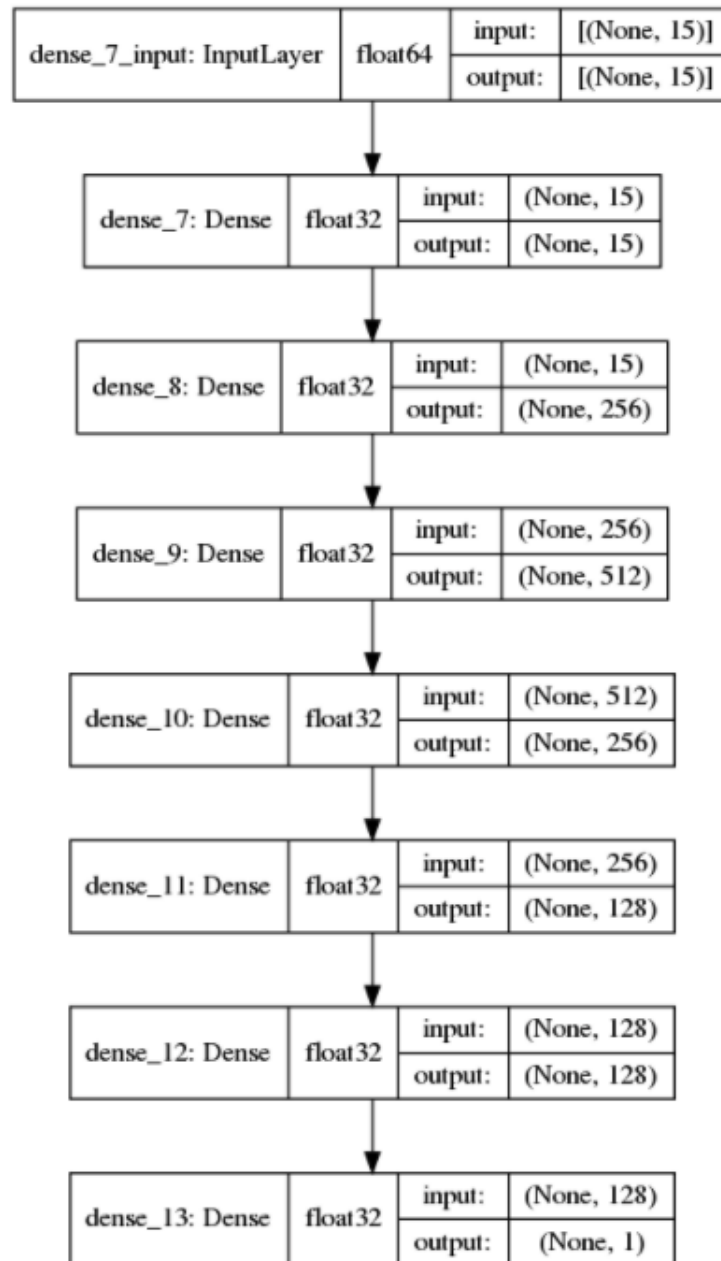 dense_7_input: InputLayer float64 input: [(None, 15)]
output: [(None, 15)]
dense_7: Dense float32 input: (None, 15)
output: (None, 15)
dense_8: Dense float32 input: (None, 15)
output: (None, 256)
dense_9: Dense float32 input: (None, 256)
output: (None, 512)
dense_10: Dense float32 input: (None, 512)
output: (None, 256)
dense_11: Dense float32 input: (None, 256)
output: (None, 128)
dense_12: Dense float32 input: (None, 128)
output: (None, 128)
dense_13: Dense float32 input: (None, 128)
output: (None, 1)